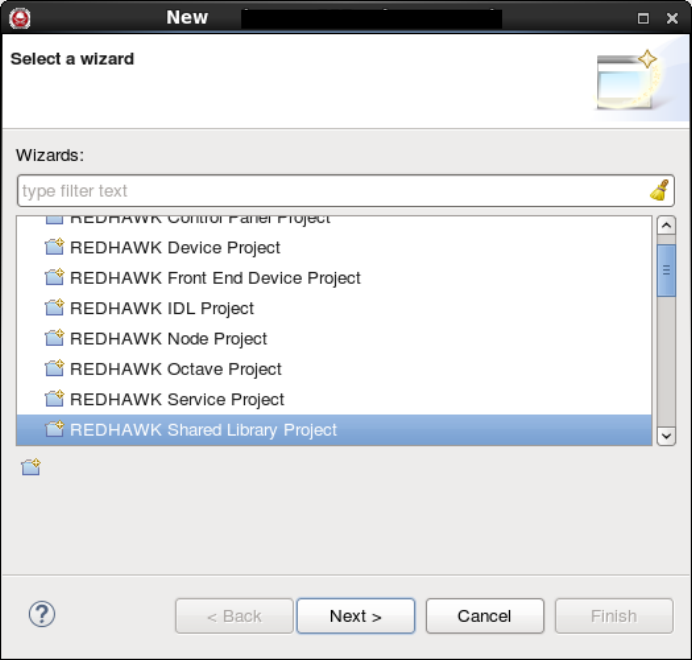 New
Select a wizard
Wizards:
type filter text
REDHAWK Control Panel Project
REDHAWK Device Project
REDHAWK Front End Device Project
REDHAWK IDL Project
REDHAWK Node Project
REDHAWK Octave Project
REDHAWK Service Project
REDHAWK Shared Library Project
?
< Back
Next >
Cancel
Finish